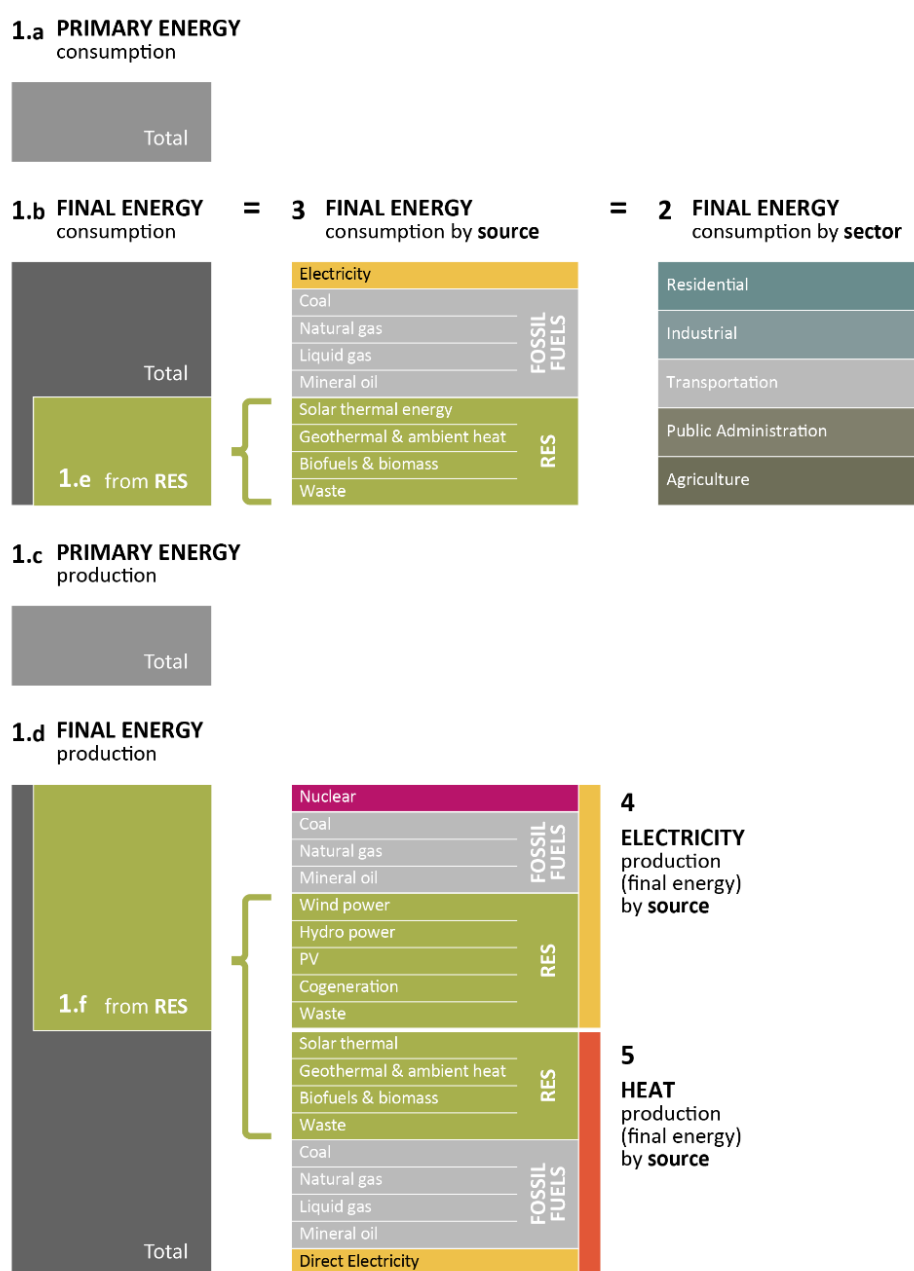 1.a PRIMARY ENERGY
consumption
Total
1.b FINAL ENERGY
consumption
=
3 FINAL ENERGY
consumption by source
=
2 FINAL ENERGY
consumption by sector
Total
1.e from RES
Electricity
Coal
Natural gas
Liquid gas
Mineral oil
FOSSIL
FUELS
Solar thermal energy
Geothermal & ambient heat
Biofuels & biomass
Waste
RES
Residential
Industrial
Transportation
Public Administration
Agriculture
1.c PRIMARY ENERGY
production
Total
1.d FINAL ENERGY
production
1.f from RES
Total
Nuclear
Coal
Natural gas
Mineral oil
FOSSIL
FUELS
Wind power
Hydro power
PV
Cogeneration
Waste
RES
4
ELECTRICITY
production
(final energy)
by source
Solar thermal
Geothermal & ambient heat
Biofuels & biomass
Waste
RES
Coal
Natural gas
Liquid gas
Mineral oil
FOSSIL
FUELS
Direct Electricity
5
HEAT
production
(final energy)
by source